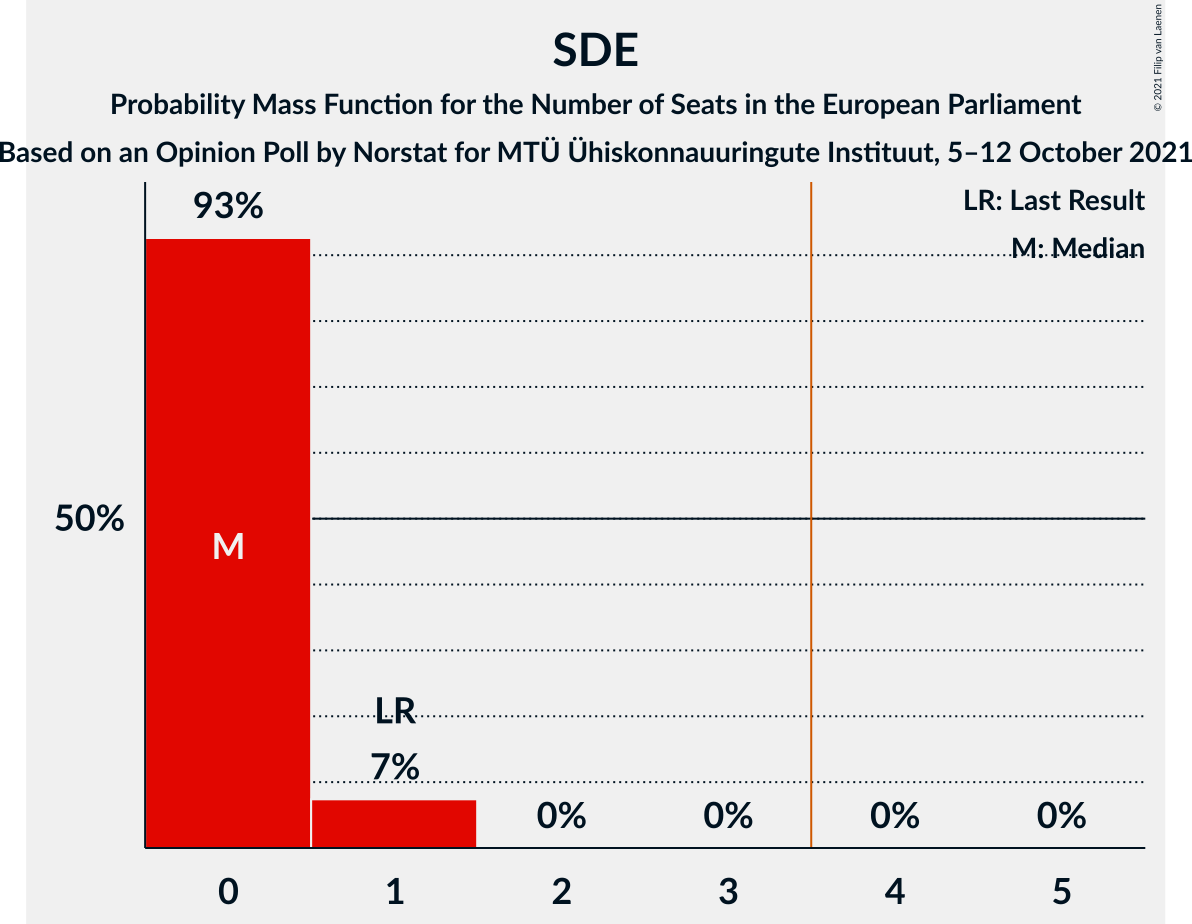 SDE
Probability Mass Function for the Number of Seats in the European Parliament
Based on an Opinion Poll by Norstat for MTÜ Ühiskonnauuringute Instituut, 5–12 October 2021
© 2021 Filip van Laenen
LR: Last Result
M: Median
93%
50%
M
LR
7%
0%
0%
0%
0%
0
1
2
3
4
5